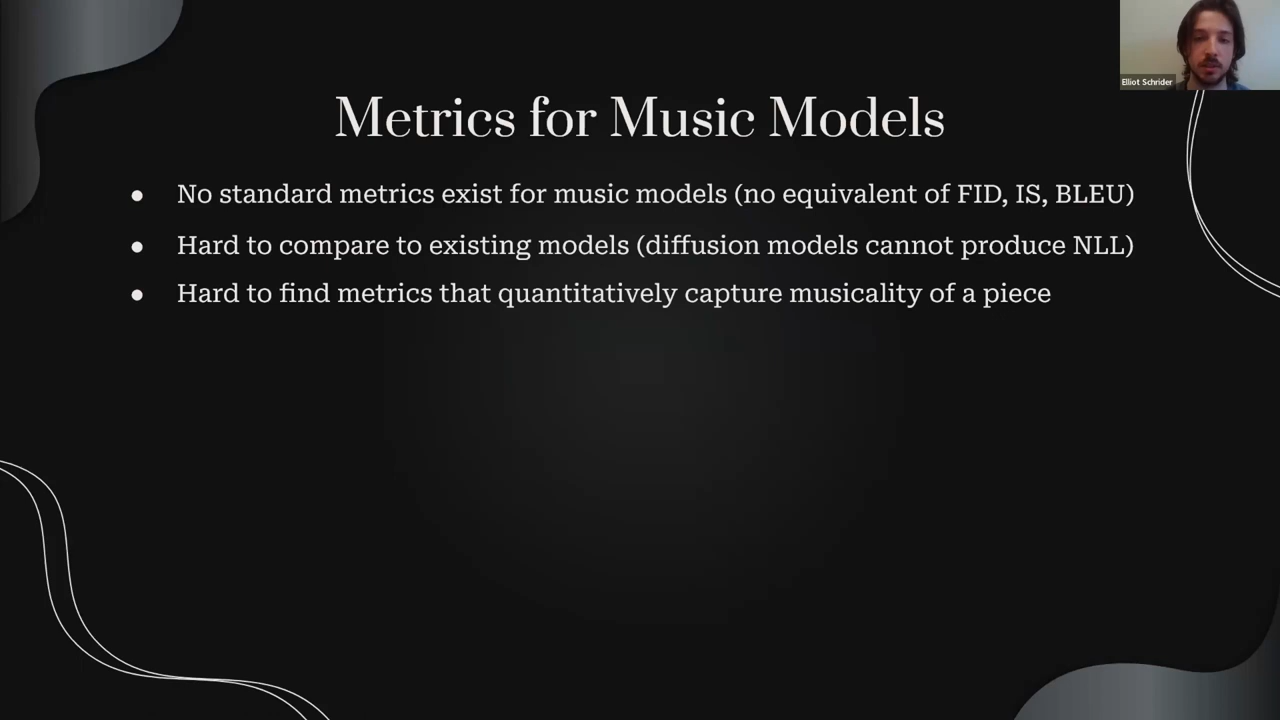 Elliot Schrider
Metrics for Music Models
● No standard metrics exist for music models (no equivalent of FID, IS, BLEU)
● Hard to compare to existing models (diffusion models cannot produce NLL)
● Hard to find metrics that quantitatively capture musicality of a piece